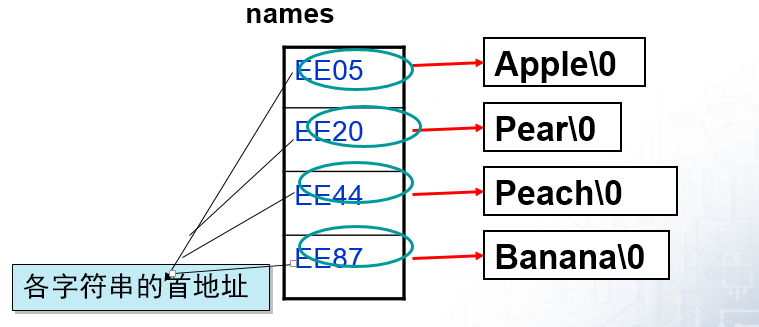 names
EE05 Apple\0
EE20 Pear\0
EE44 Peach\0
EE87 Banana\0
各字符串的首地址